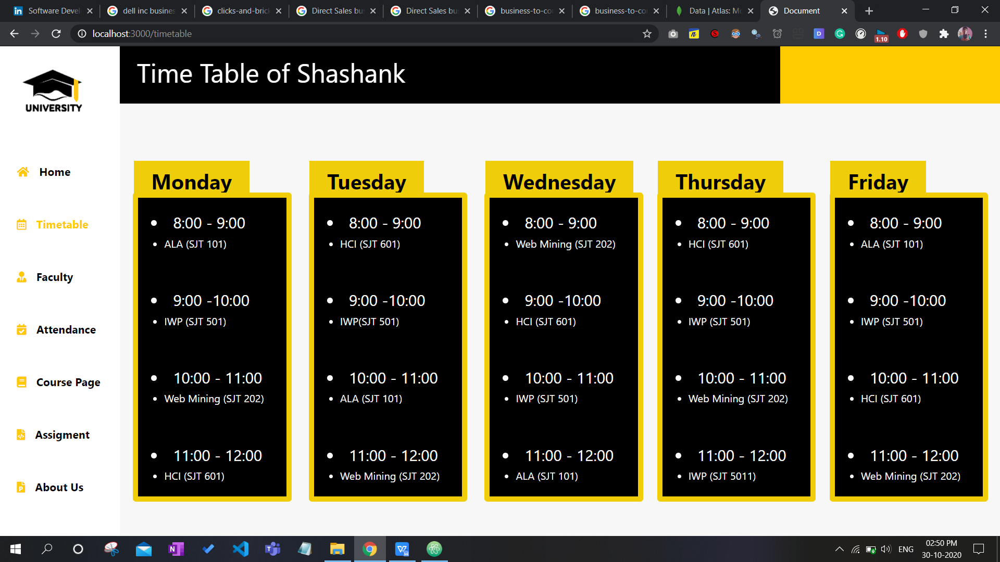 Software Devel
dell inc busines
clicks-and-brick
Direct Sales bu
Direct Sales bu
business-to-co
business-to-co
Data | Atlas: Mo
Document
localhost:3000/timetable
1.10
UNIVERSITY
Time Table of Shashank
Home
Timetable
Faculty
Attendance
Course Page
Assigment
About Us
Monday
8:00 - 9:00
ALA (SJT 101)
9:00 -10:00
IWP (SJT 501)
10:00 - 11:00
Web Mining (SJT 202)
11:00 - 12:00
HCI (SJT 601)
Tuesday
8:00 - 9:00
HCI (SJT 601)
9:00 -10:00
IWP(SJT 501)
10:00 - 11:00
ALA (SJT 101)
11:00 - 12:00
Web Mining (SJT 202)
Wednesday
8:00 - 9:00
Web Mining (SJT 202)
9:00 -10:00
HCI (SJT 601)
10:00 - 11:00
IWP (SJT 501)
11:00 - 12:00
ALA (SJT 101)
Thursday
8:00 - 9:00
HCI (SJT 601)
9:00 -10:00
IWP (SJT 501)
10:00 - 11:00
Web Mining (SJT 202)
11:00 - 12:00
IWP (SJT 5011)
Friday
8:00 - 9:00
ALA (SJT 101)
9:00 -10:00
IWP (SJT 501)
10:00 - 11:00
HCI (SJT 601)
11:00 - 12:00
Web Mining (SJT 202)
ENG
02:50 PM
30-10-2020